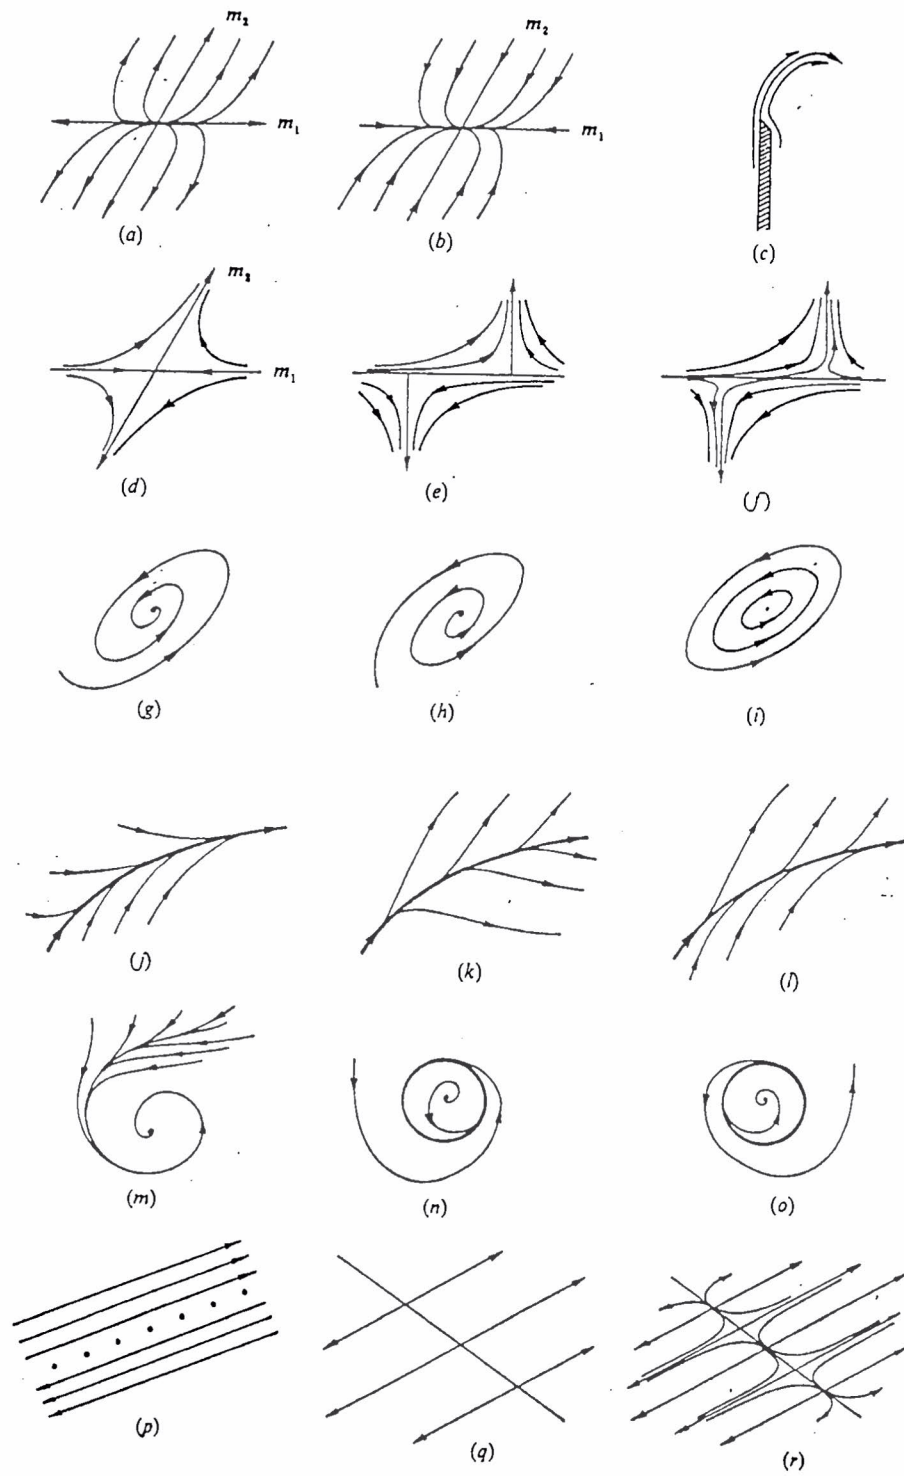 m₂ m₂
m₁ m₁
(a) (b) (c)
m₂
m₁
(d) (e) (f)
(g) (h) (i)
(j) (k) (l)
(m) (n) (o)
(p) (q) (r)